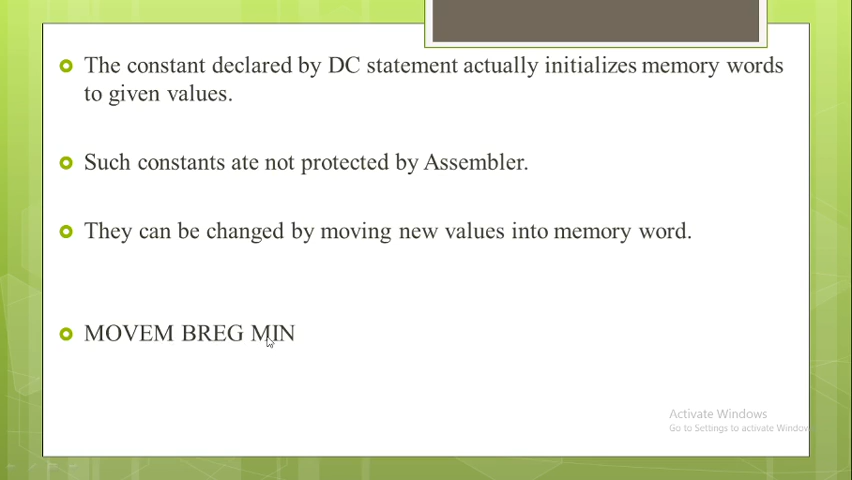 The constant declared by DC statement actually initializes memory words
to given values.
Such constants ate not protected by Assembler.
They can be changed by moving new values into memory word.
MOVEM BREG MIN
Activate Windows
Go to Settings to activate Window